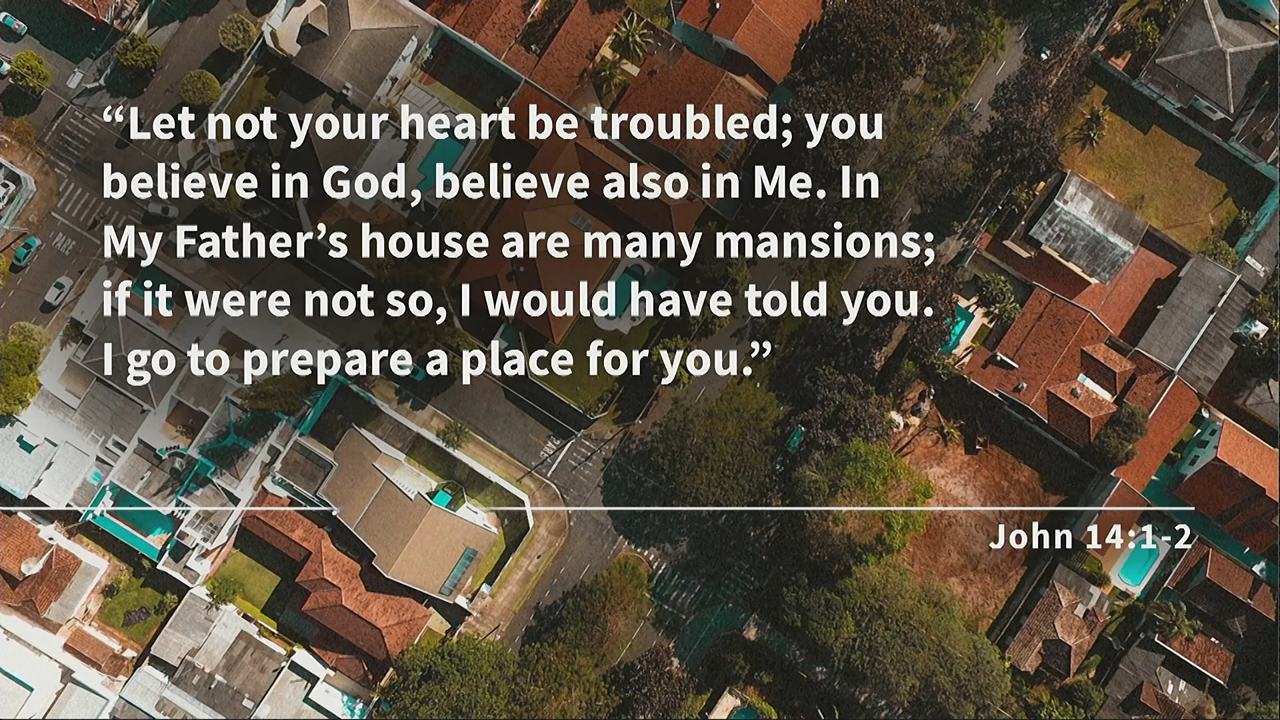 “Let not your heart be troubled; you
believe in God, believe also in Me. In
My Father’s house are many mansions;
if it were not so, I would have told you.
I go to prepare a place for you.”
John 14:1-2
PARE